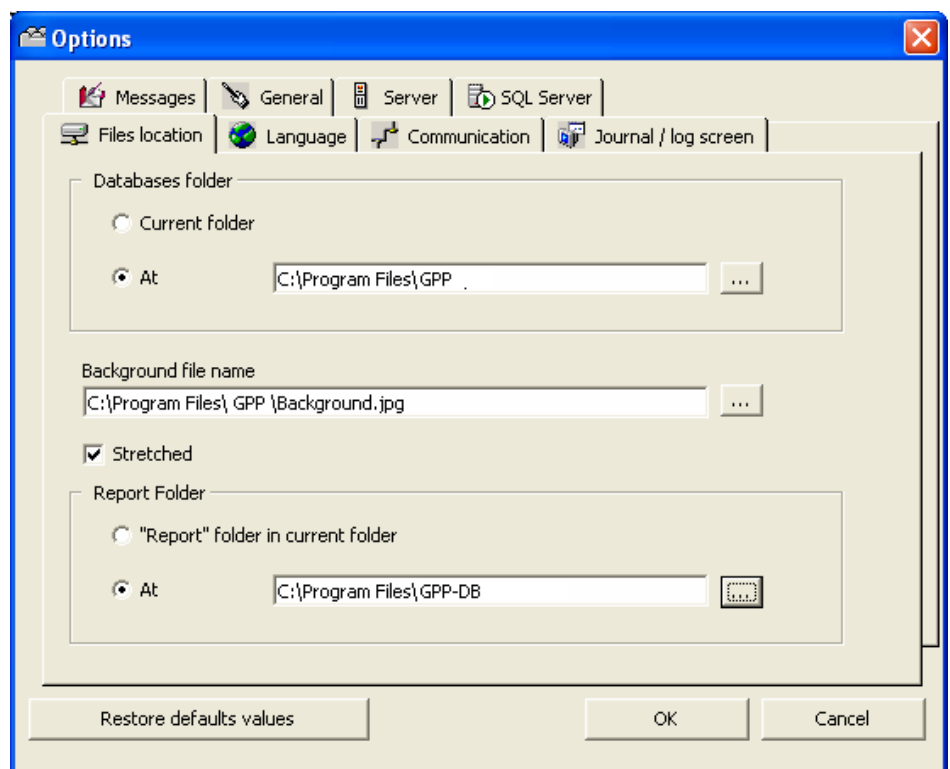 Options
Messages General Server SQL Server
Files location Language Communication Journal / log screen
Databases folder
Current folder
At C:\Program Files\GPP . ...
Background file name
C:\Program Files\ GPP \Background.jpg ...
Stretched
Report Folder
"Report" folder in current folder
At C:\Program Files\GPP-DB ...
Restore defaults values OK Cancel